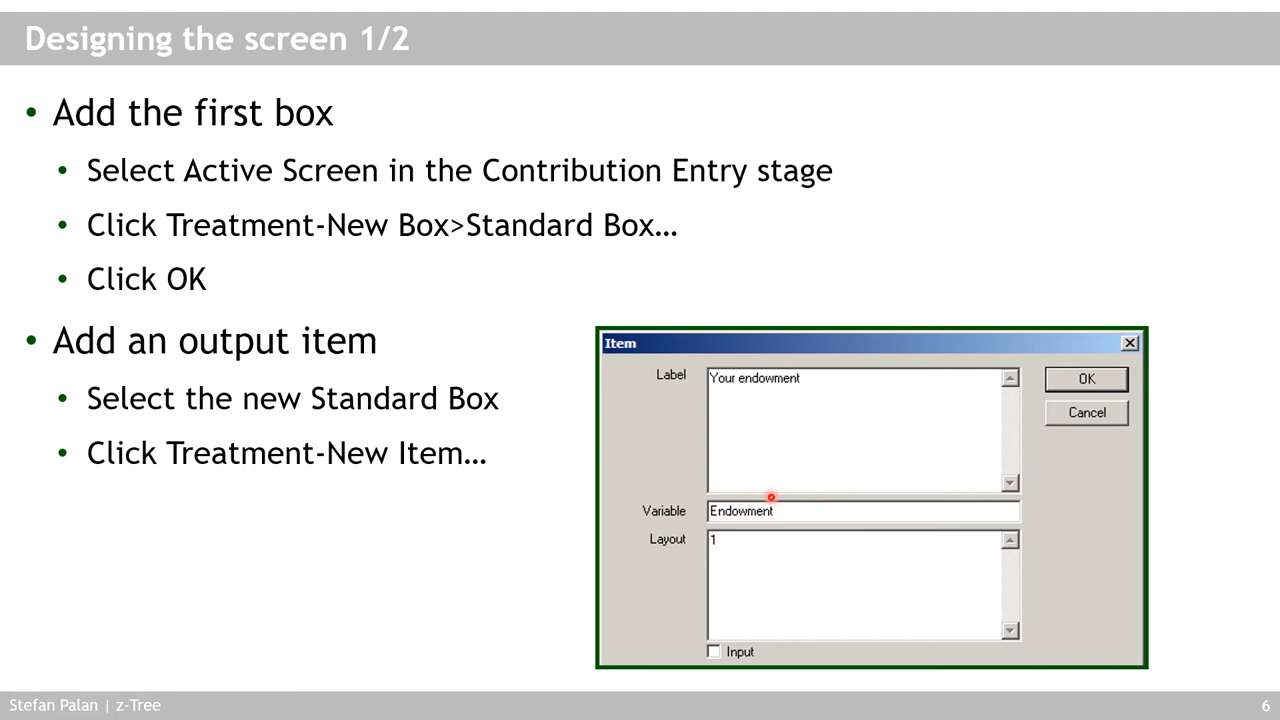 Designing the screen 1/2
• Add the first box
• Select Active Screen in the Contribution Entry stage
• Click Treatment-New Box>Standard Box…
• Click OK
• Add an output item
• Select the new Standard Box
• Click Treatment-New Item…
Item
Label
Your endowment
OK
Cancel
Variable
Endowment
Layout
1
Input
Stefan Palan | z-Tree
6